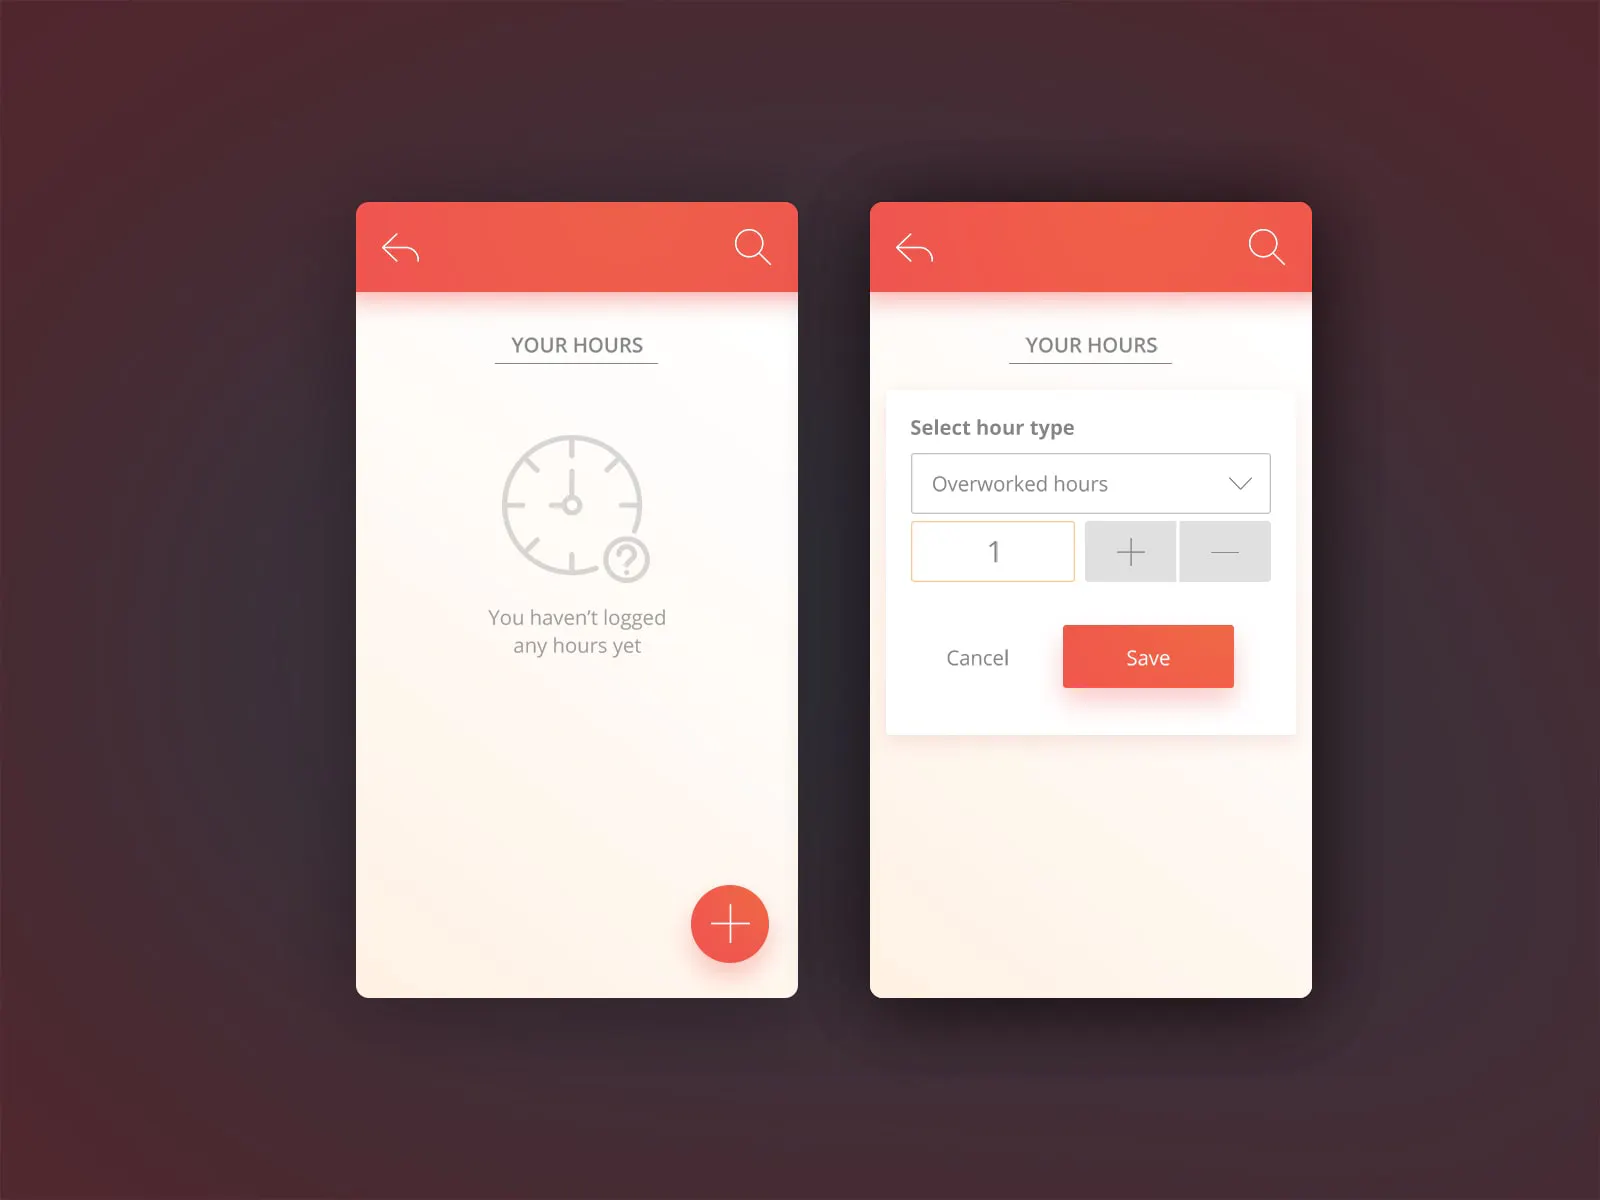 YOUR HOURS
You haven’t logged
any hours yet
YOUR HOURS
Select hour type
Overworked hours
1
Cancel
Save